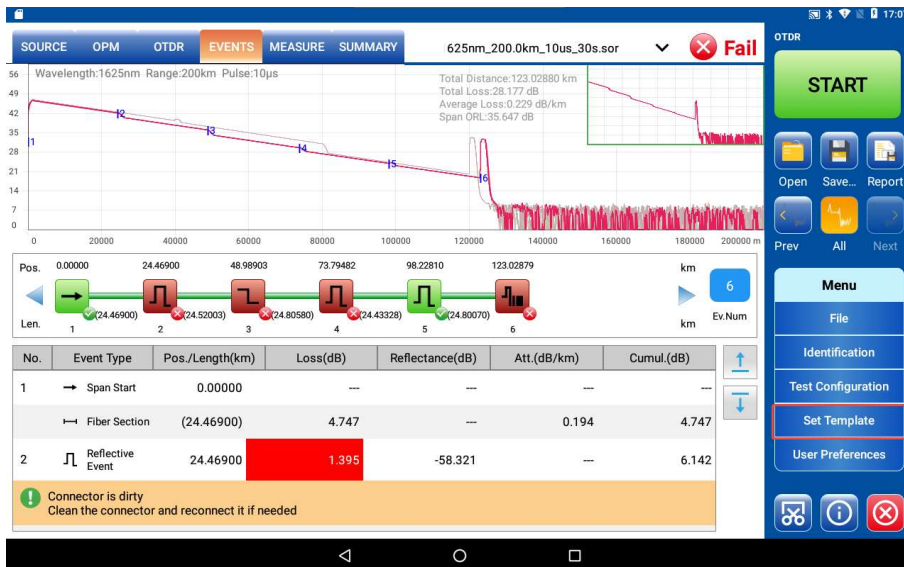 17:0
SOURCE OPM OTDR EVENTS MEASURE SUMMARY 625nm_200.0km_10us_30s.sor Fail
OTDR
START
Open Save... Report
Prev All Next
Menu
File
Identification
Test Configuration
Set Template
User Preferences
Wavelength:1625nm Range:200km Pulse:10µs
Total Distance:123.02880 km
Total Loss:28.177 dB
Average Loss:0.229 dB/km
Span ORL:35.647 dB
56
49
42
35
28
21
14
7
0
1 2 3 4 5 6
0 20000 40000 60000 80000 100000 120000 140000 160000 180000 200000 m
Pos. 0.00000 24.46900 48.98903 73.79482 98.22810 123.02879 km
6
Len. (24.46900) (24.52003) (24.80580) (24.43328) (24.80070) km Ev.Num
1 2 3 4 5 6
No. Event Type Pos./Length(km) Loss(dB) Reflectance(dB) Att.(dB/km) Cumul.(dB)
1 Span Start 0.00000 --- --- --- ---
Fiber Section (24.46900) 4.747 --- 0.194 4.747
2 Reflective Event 24.46900 1.395 -58.321 --- 6.142
Connector is dirty
Clean the connector and reconnect it if needed